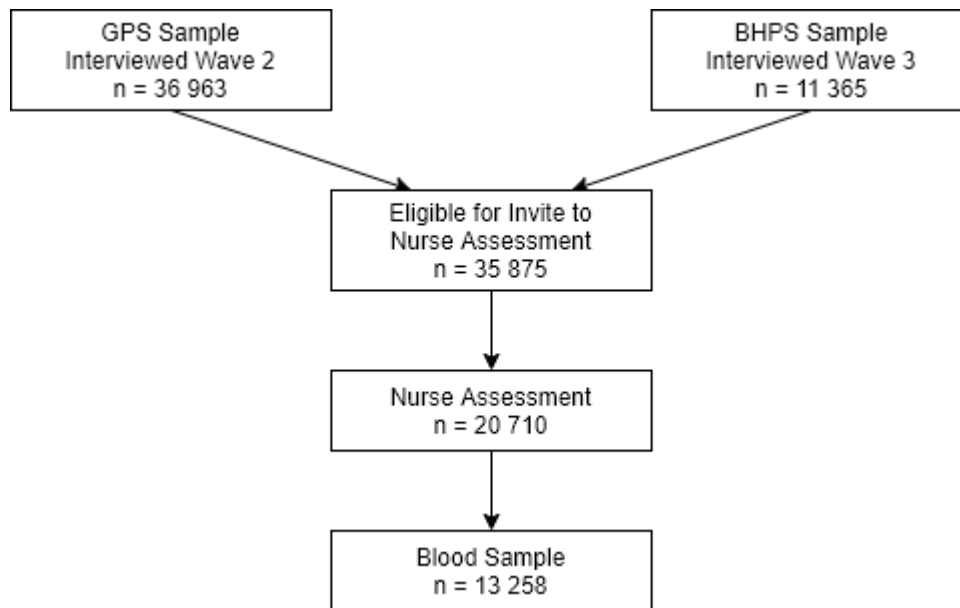 GPS Sample
Interviewed Wave 2
n = 36 963
BHPS Sample
Interviewed Wave 3
n = 11 365
Eligible for Invite to
Nurse Assessment
n = 35 875
Nurse Assessment
n = 20 710
Blood Sample
n = 13 258